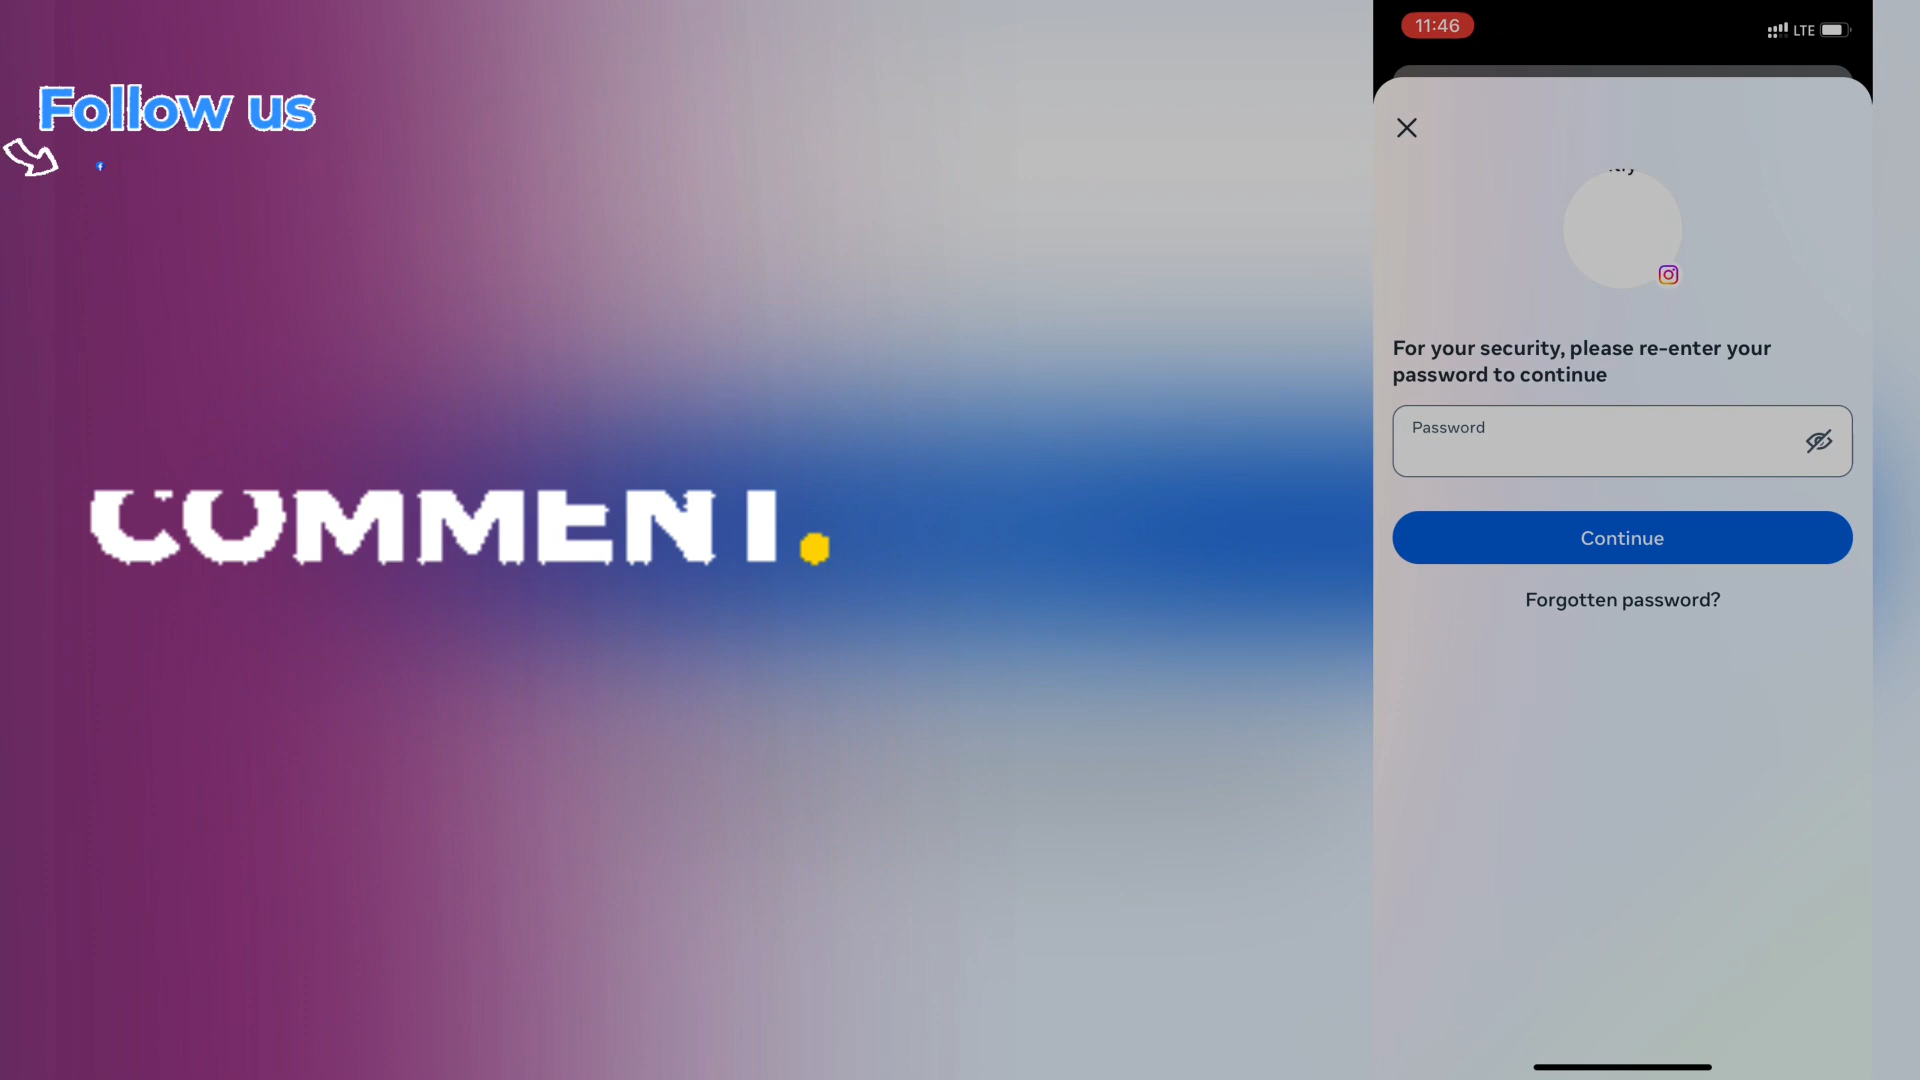 Follow us
COMMENT.
11:46
LTE
For your security, please re-enter your
password to continue
Password
Continue
Forgotten password?